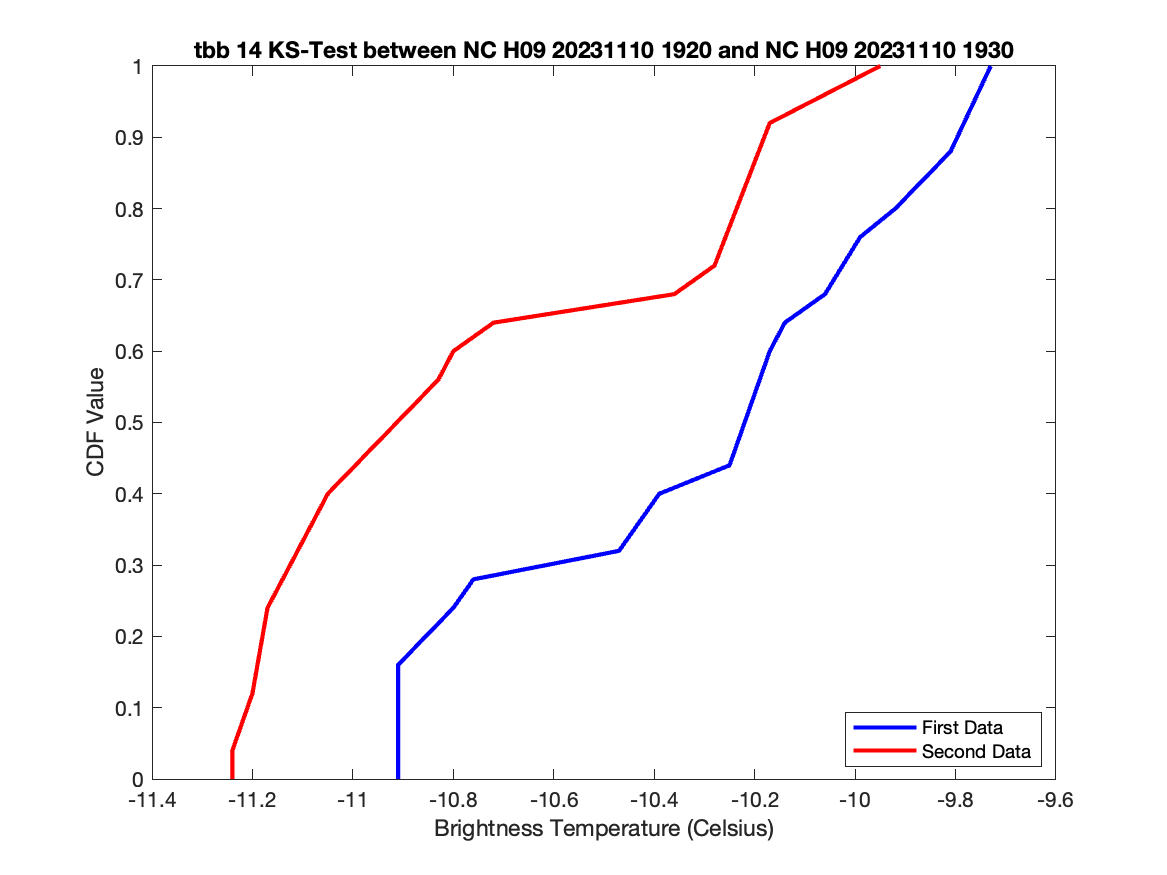 tbb 14 KS-Test between NC H09 20231110 1920 and NC H09 20231110 1930
1
0.9
0.8
0.7
0.6
0.5
0.4
0.3
0.2
0.1
0
CDF Value
First Data
Second Data
-11.4 -11.2 -11 -10.8 -10.6 -10.4 -10.2 -10 -9.8 -9.6
Brightness Temperature (Celsius)